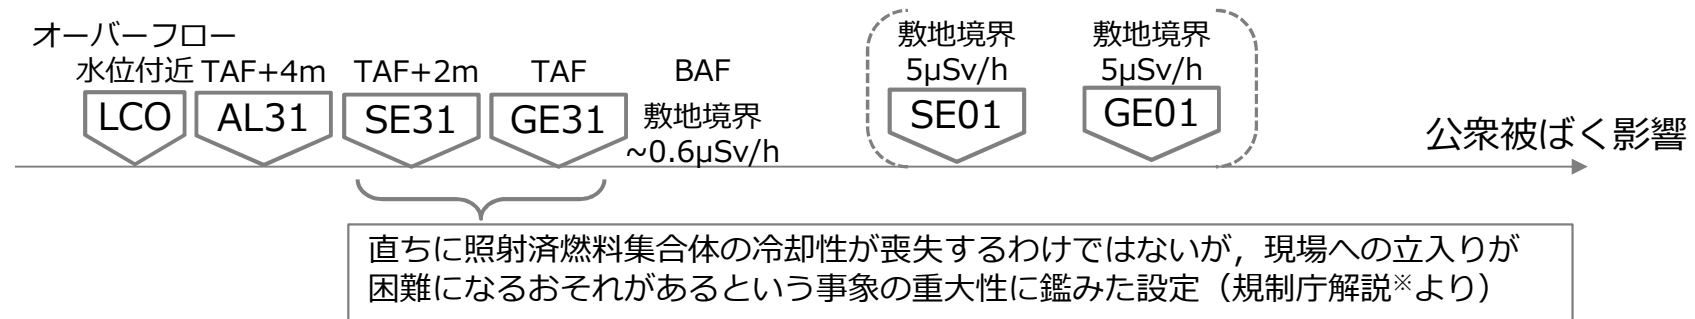 オーバーフロー
水位付近 TAF+4m TAF+2m TAF BAF
敷地境界
~0.6μSv/h
敷地境界
5μSv/h
敷地境界
5μSv/h
LCO AL31 SE31 GE31 SE01 GE01
公衆被ばく影響
直ちに照射済燃料集合体の冷却性が喪失するわけではないが，現場への立入りが
困難になるおそれがあるという事象の重大性に鑑みた設定（規制庁解説※より）